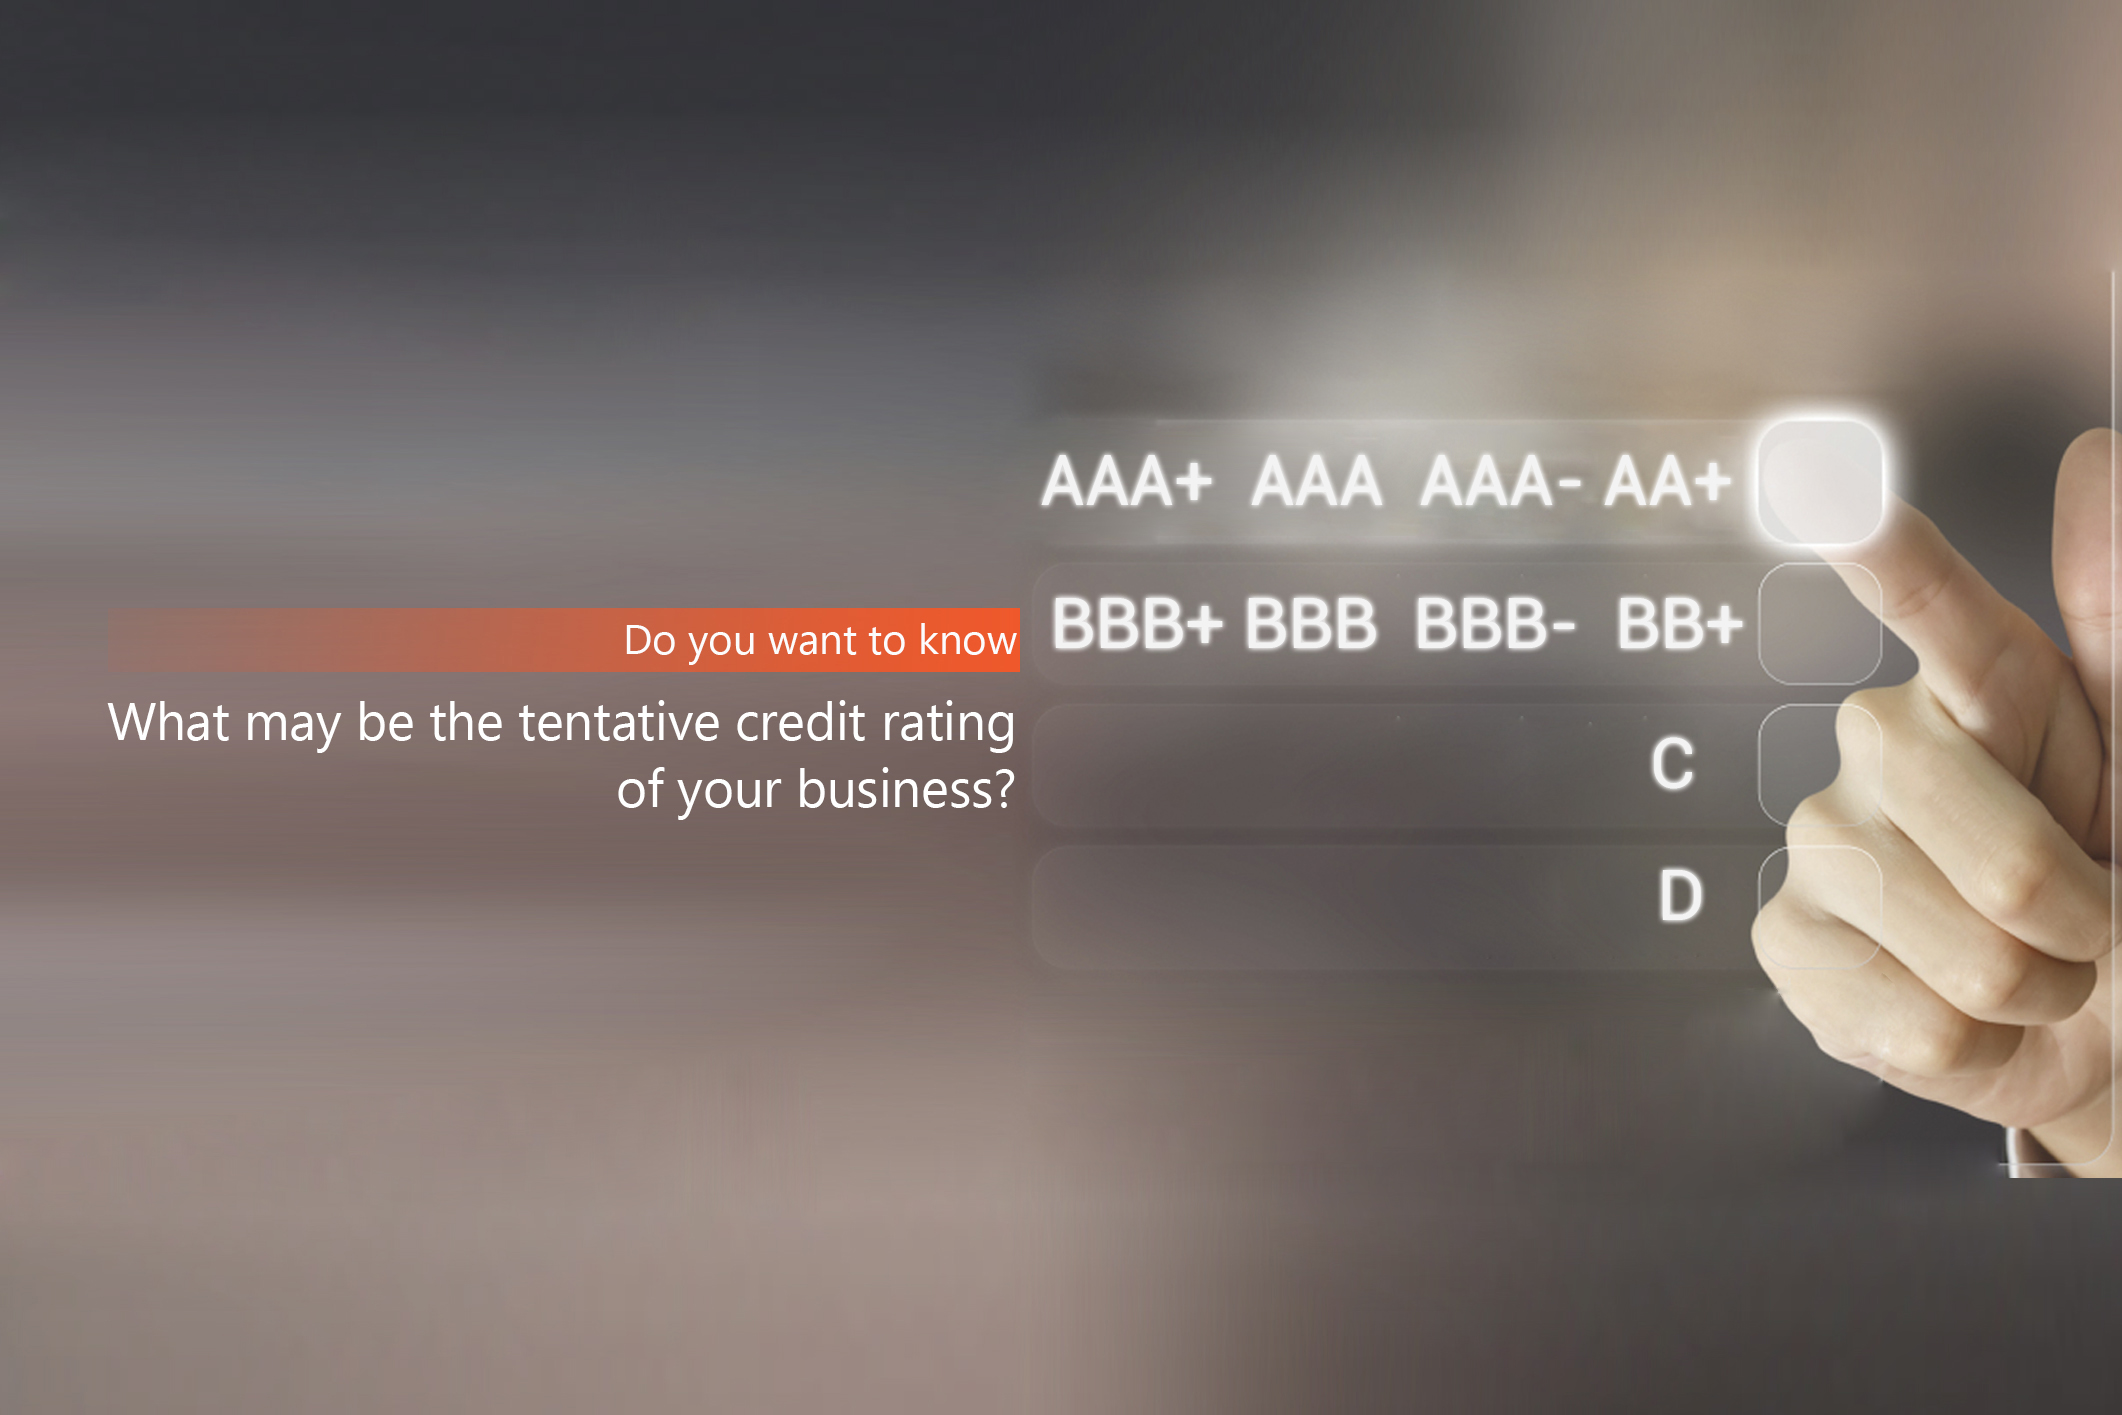 Do you want to know
What may be the tentative credit rating
of your business?
AAA+ AAA AAA- AA+
BBB+ BBB BBB- BB+
C
D